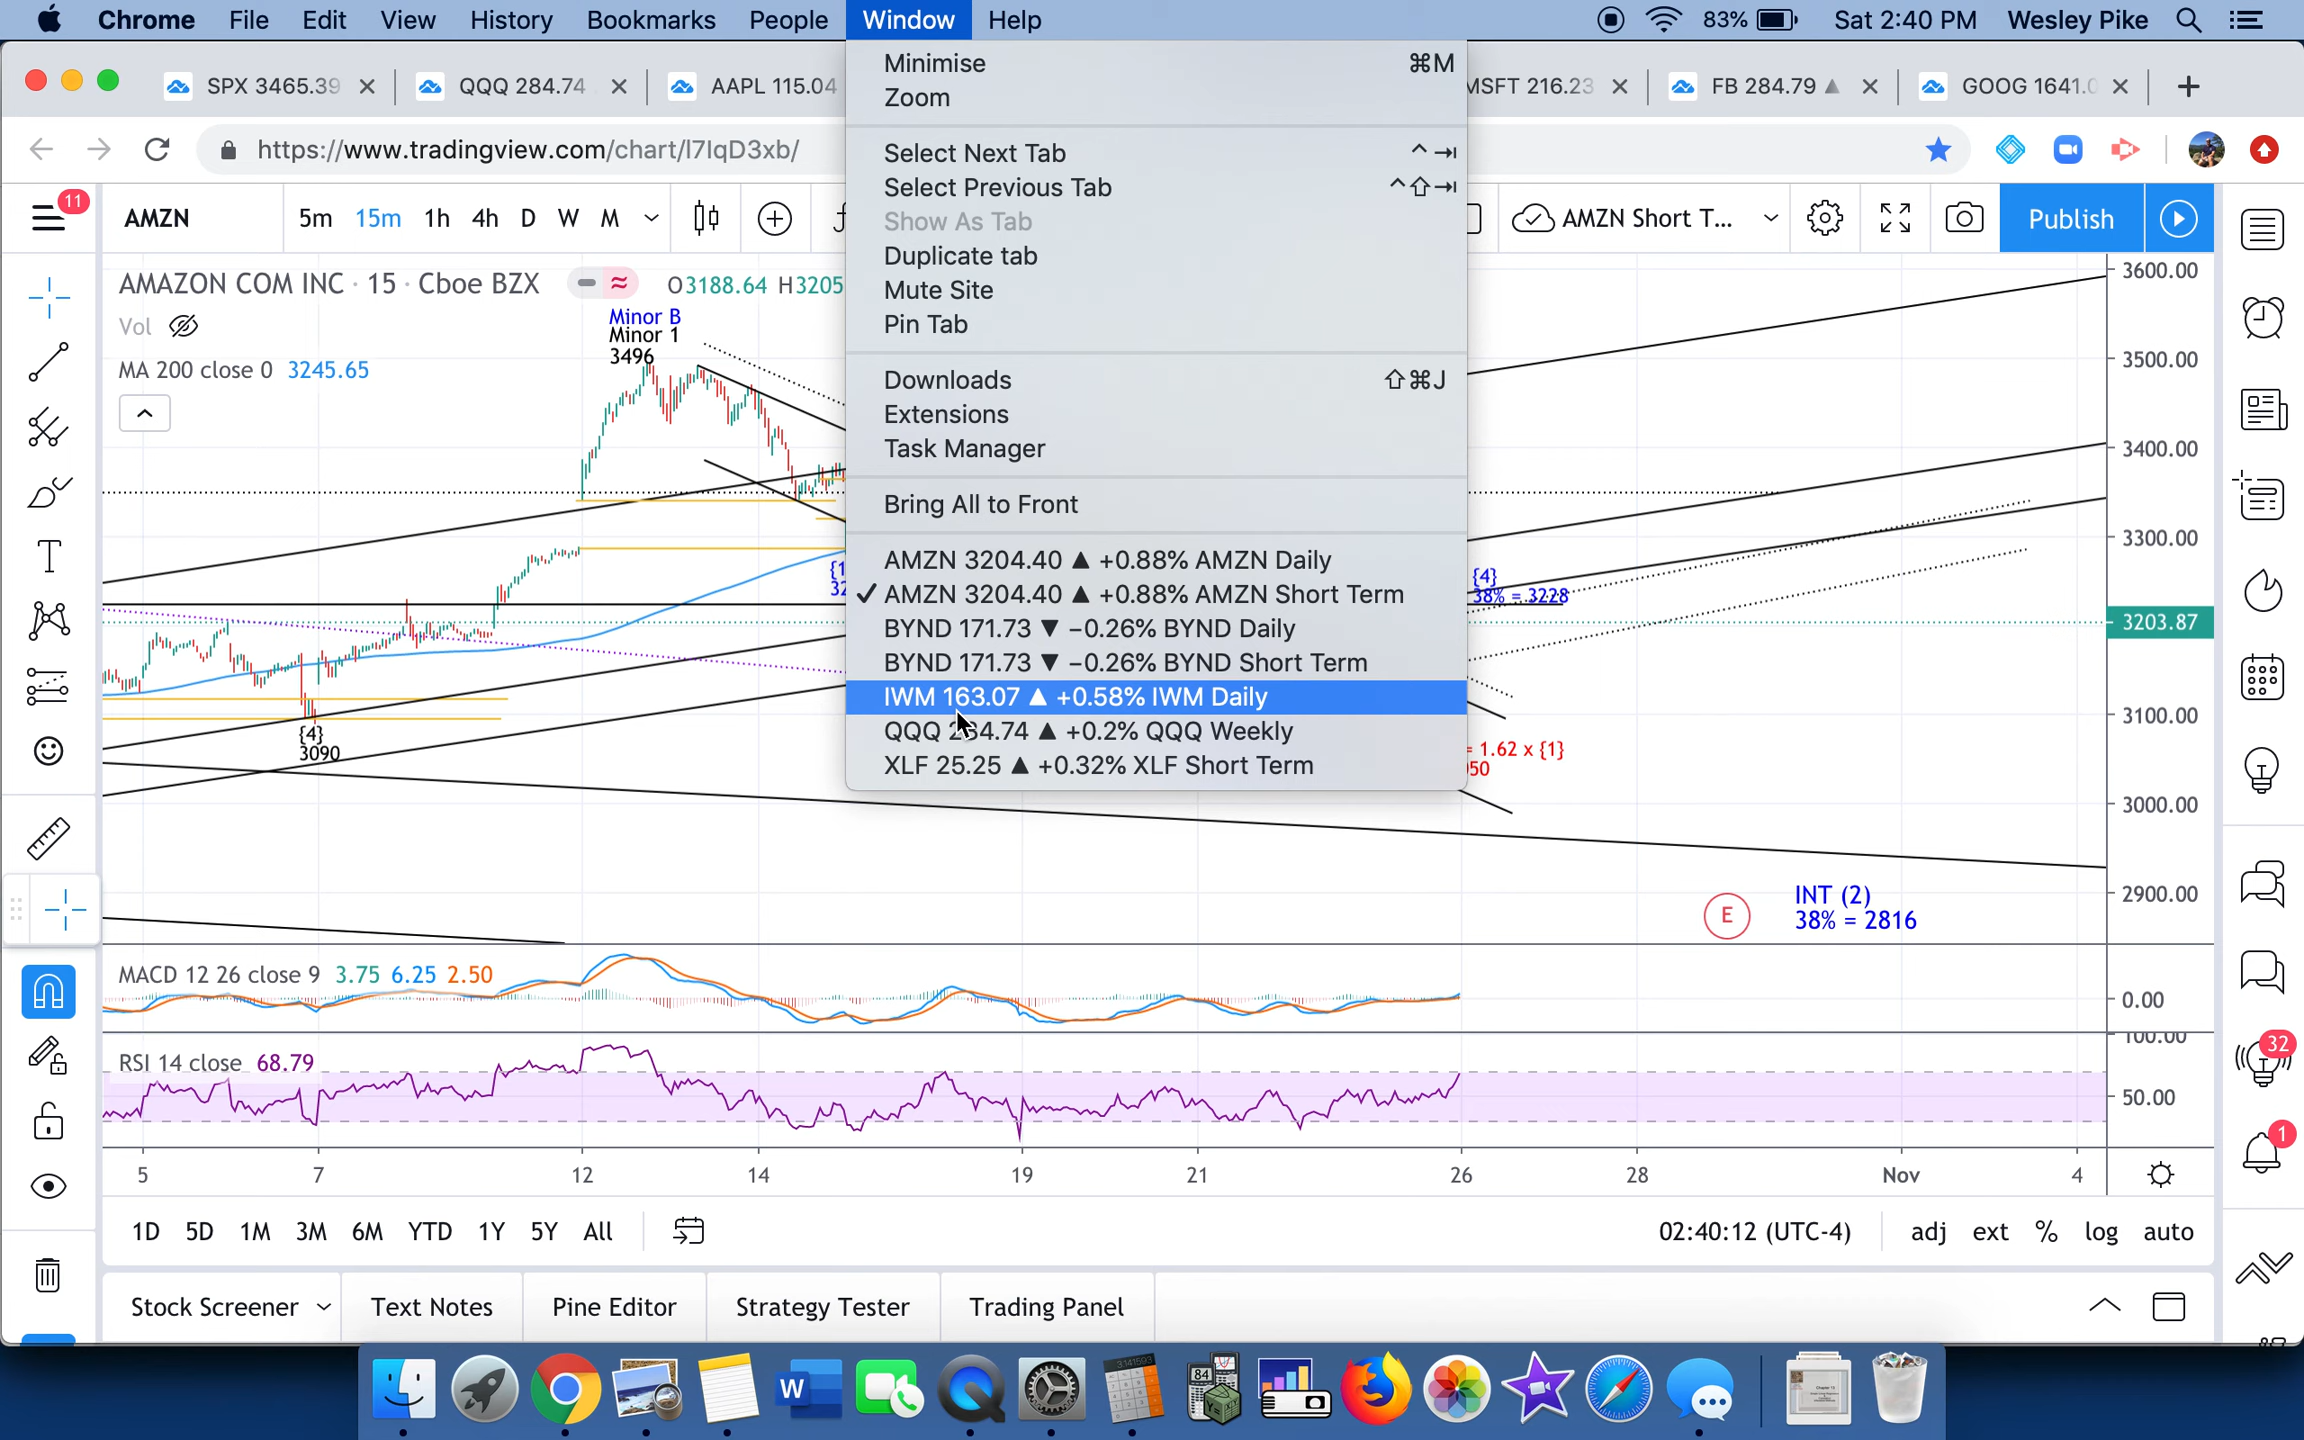 Chrome File Edit View History Bookmarks People Window Help 83% Sat 2:40 PM Wesley Pike
SPX 3465.39 QQQ 284.74 AAPL 115.04 MSFT 216.23 FB 284.79 GOOG 1641.0
https://www.tradingview.com/chart/l7IqD3xb/
11
AMZN 5m 15m 1h 4h D W M AMZN Short T... Publish
AMAZON COM INC · 15 · Cboe BZX O3188.64 H3205
Vol
MA 200 close 0 3245.65
Minor B
Minor 1
3496
Minimise ⌘M
Zoom
Select Next Tab
Select Previous Tab
Show As Tab
Duplicate tab
Mute Site
Pin Tab
Downloads ⇧⌘J
Extensions
Task Manager
Bring All to Front
AMZN 3204.40 ▲ +0.88% AMZN Daily
✓ AMZN 3204.40 ▲ +0.88% AMZN Short Term
BYND 171.73 ▼ −0.26% BYND Daily
BYND 171.73 ▼ −0.26% BYND Short Term
IWM 163.07 ▲ +0.58% IWM Daily
QQQ 284.74 ▲ +0.2% QQQ Weekly
XLF 25.25 ▲ +0.32% XLF Short Term
{4}
3090
{4}
38% = 3228
= 1.62 x {1}
3600.00
3500.00
3400.00
3300.00
3203.87
3100.00
3000.00
2900.00
E
INT (2)
38% = 2816
MACD 12 26 close 9 3.75 6.25 2.50
0.00
RSI 14 close 68.79
100.00
50.00
32
1
5 7 12 14 19 21 26 28 Nov 4
1D 5D 1M 3M 6M YTD 1Y 5Y All 02:40:12 (UTC-4) adj ext % log auto
Stock Screener Text Notes Pine Editor Strategy Tester Trading Panel
W
84